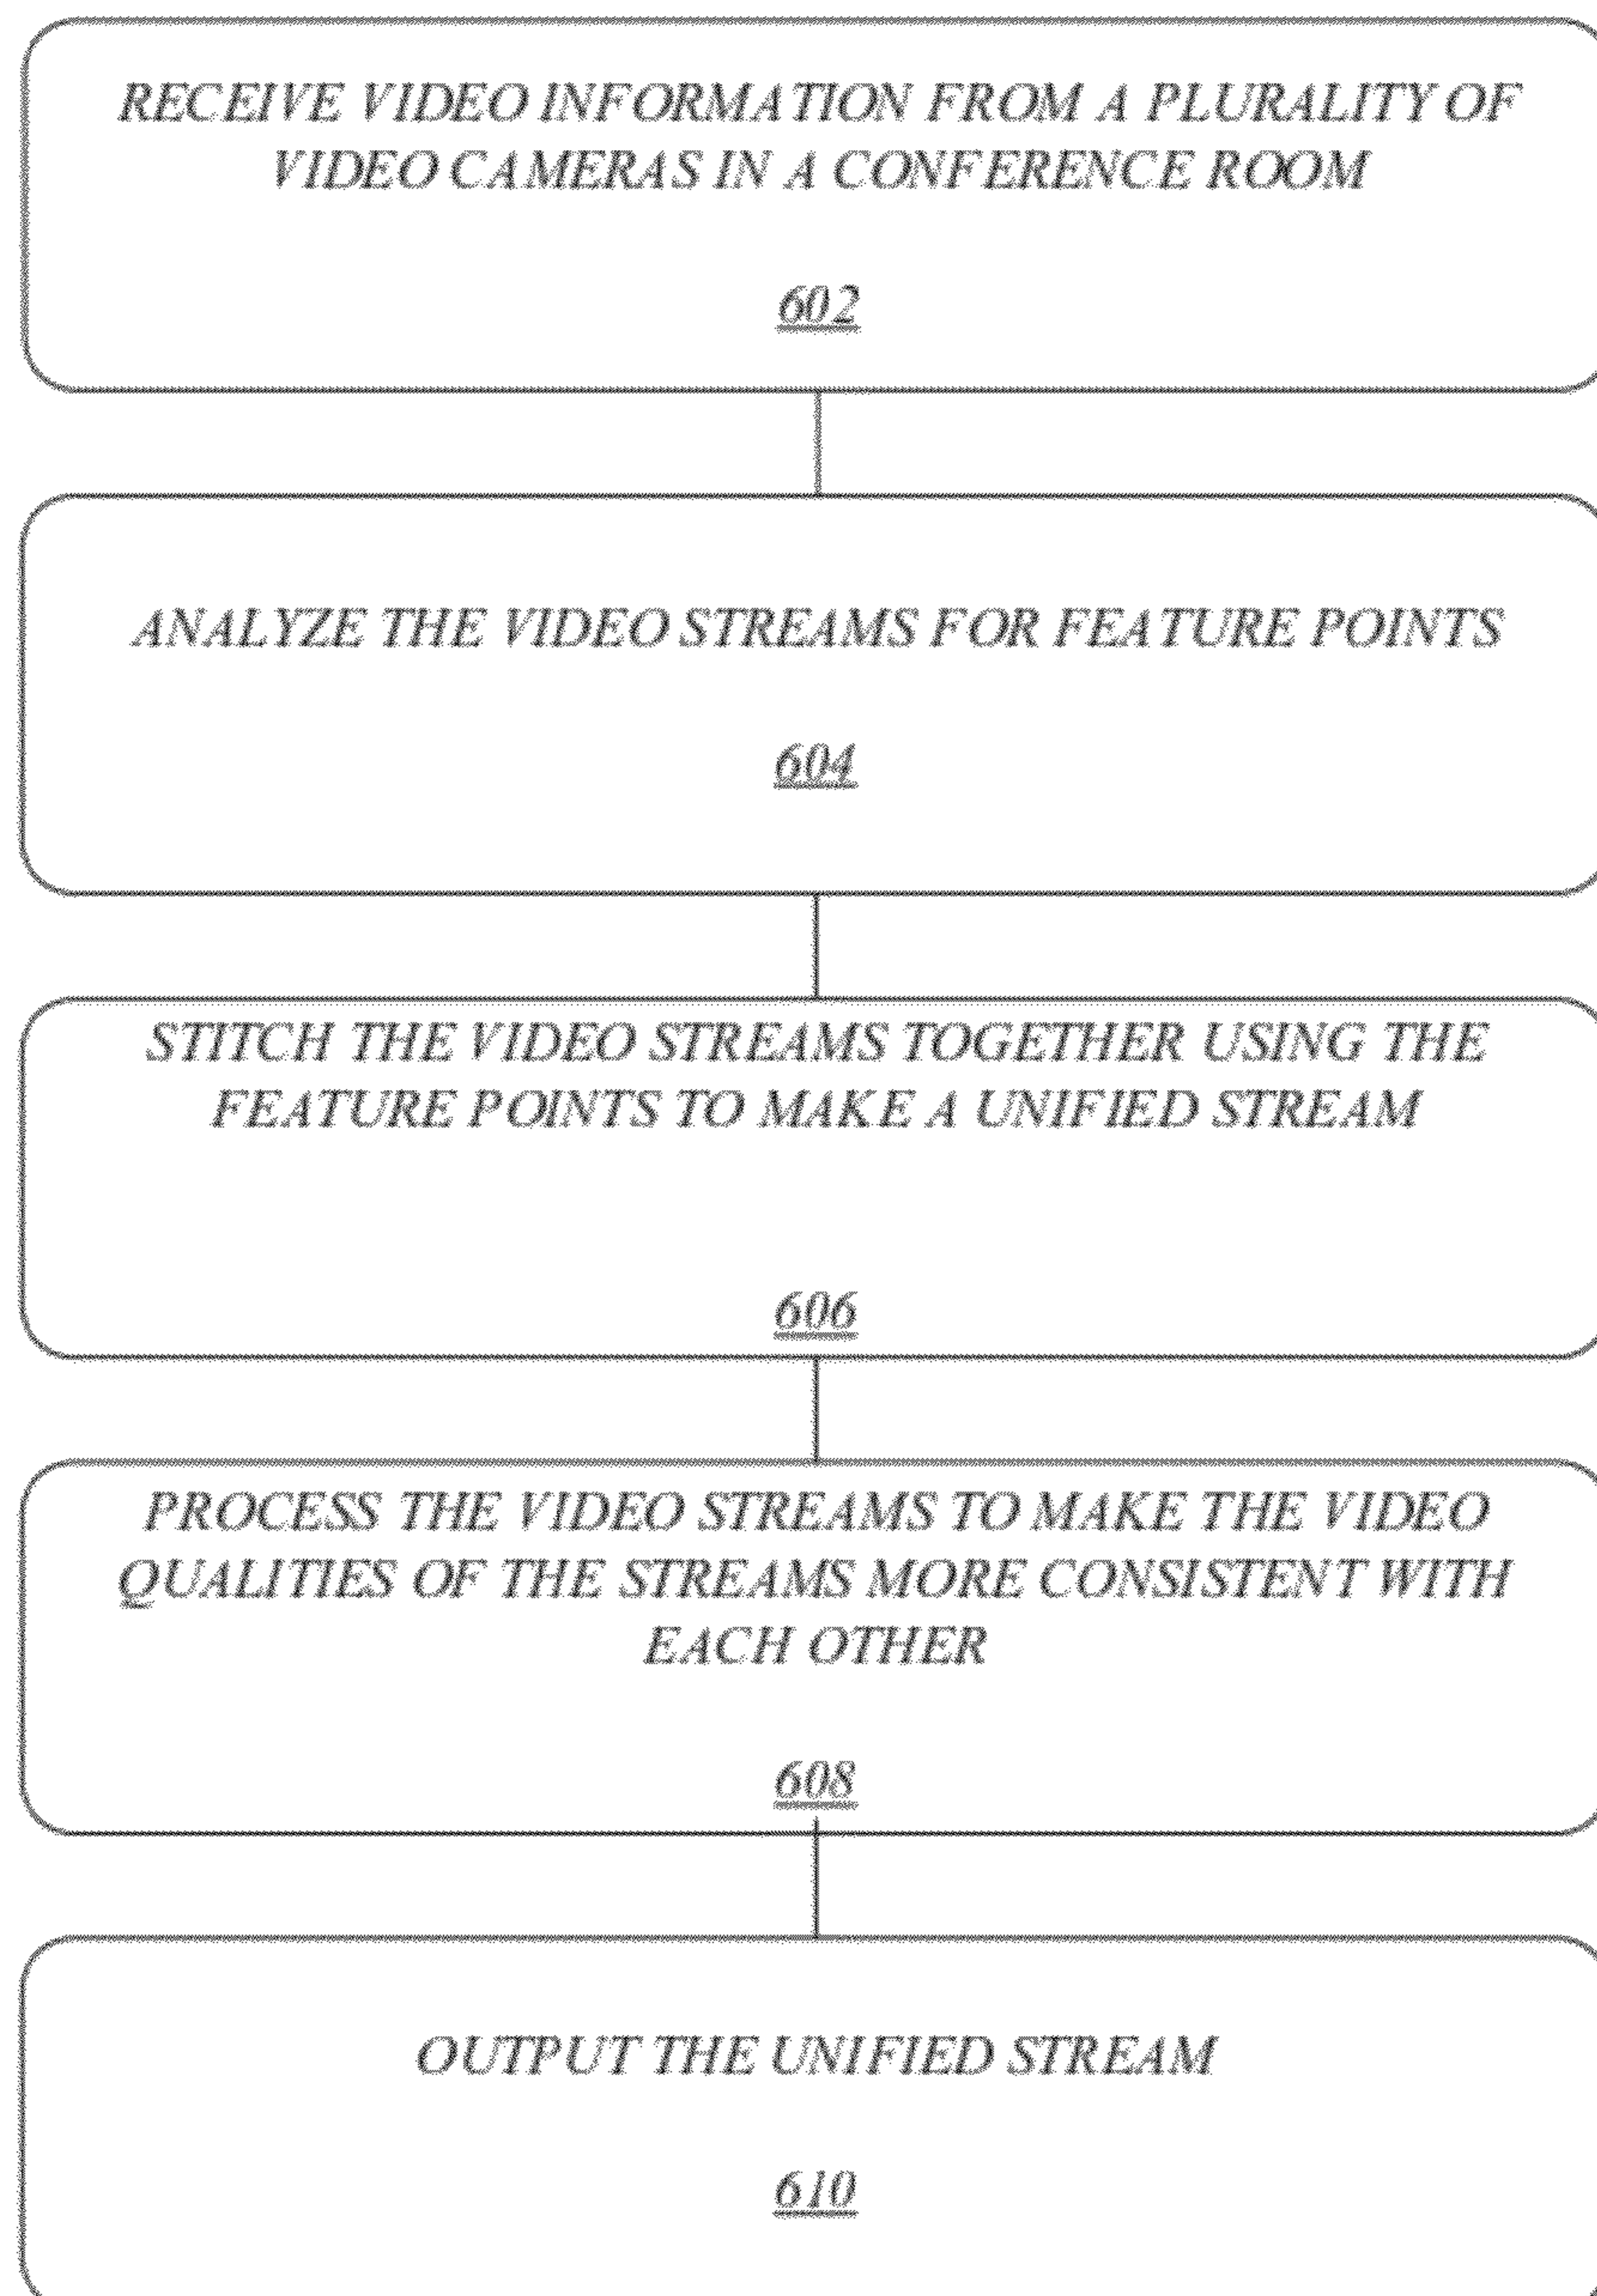 RECEIVE VIDEO INFORMATION FROM A PLURALITY OF
VIDEO CAMERAS IN A CONFERENCE ROOM
602
ANALYZE THE VIDEO STREAMS FOR FEATURE POINTS
604
STITCH THE VIDEO STREAMS TOGETHER USING THE
FEATURE POINTS TO MAKE A UNIFIED STREAM
606
PROCESS THE VIDEO STREAMS TO MAKE THE VIDEO
QUALITIES OF THE STREAMS MORE CONSISTENT WITH
EACH OTHER
608
OUTPUT THE UNIFIED STREAM
610